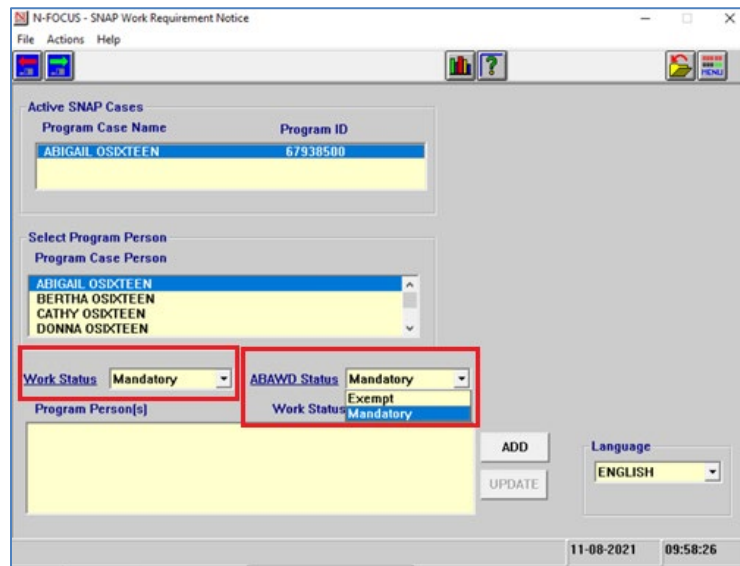 N-FOCUS - SNAP Work Requirement Notice
File Actions Help
MENU
Active SNAP Cases
Program Case Name Program ID
ABIGAIL OSIXTEEN 67938500
Select Program Person
Program Case Person
ABIGAIL OSIXTEEN
BERTHA OSIXTEEN
CATHY OSIXTEEN
DONNA OSIXTEEN
Work Status Mandatory ABAWD Status Mandatory
Exempt
Mandatory
Program Person(s) Work Status
ADD
UPDATE
Language
ENGLISH
11-08-2021 09:58:26